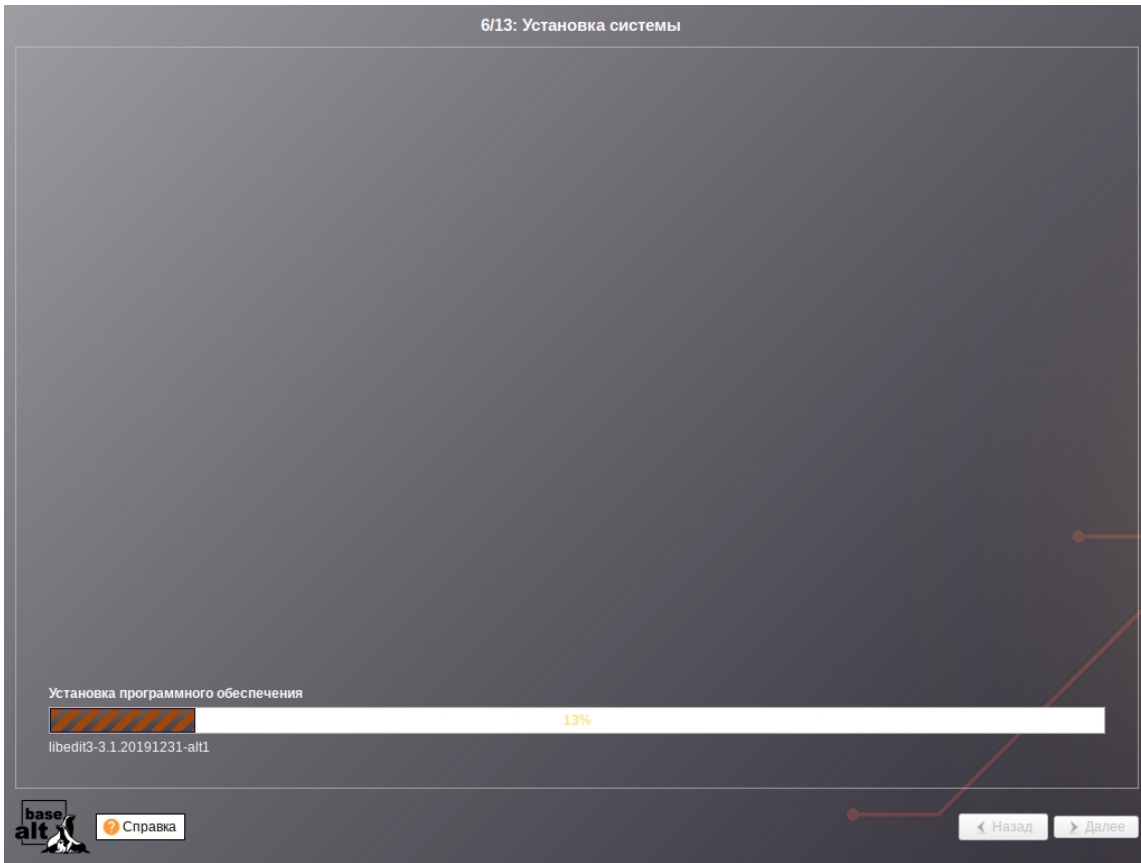 6/13: Установка системы
Установка программного обеспечения
13%
libedit3-3.1.20191231-alt1
base
alt
Справка
Назад
Далее